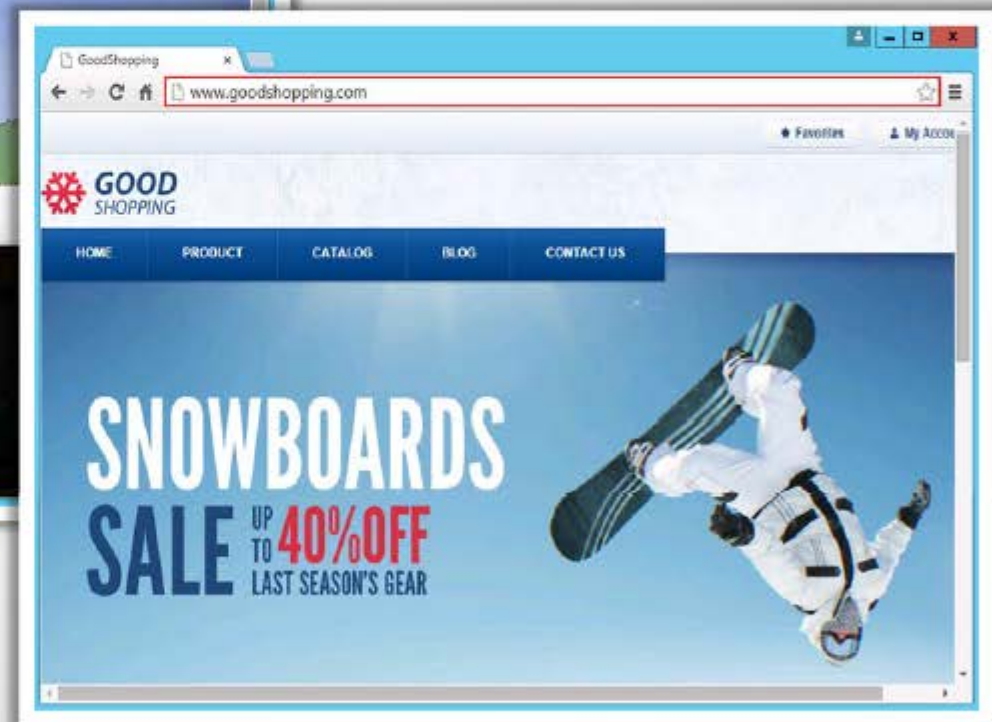 GoodShopping
www.goodshopping.com
Favorites My Accou
GOOD
SHOPPING
HOME PRODUCT CATALOG BLOG CONTACT US
SNOWBOARDS
SALE UP TO 40% OFF
LAST SEASON'S GEAR